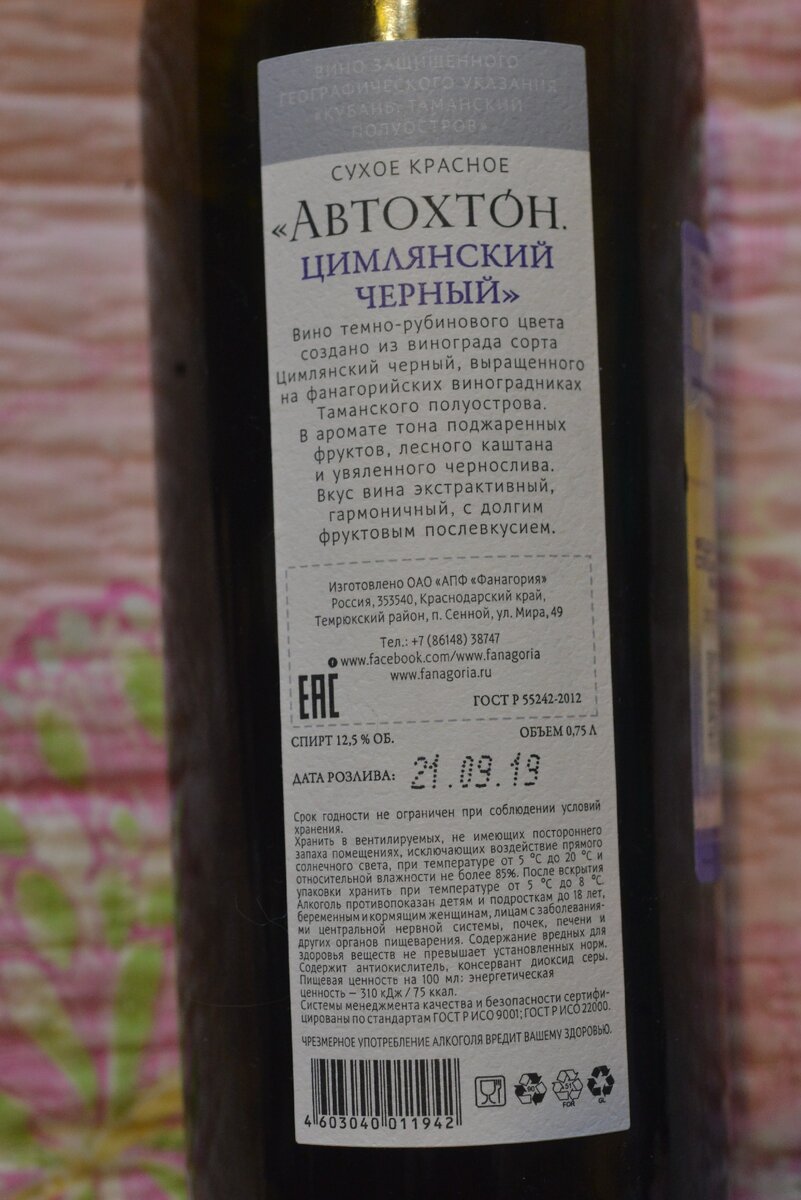 ВИНО ЗАЩИЩЕННОГО
ГЕОГРАФИЧЕСКОГО УКАЗАНИЯ
«КУБАНЬ. ТАМАНСКИЙ
ПОЛУОСТРОВ»
СУХОЕ КРАСНОЕ
«АВТОХТО́Н.
ЦИМЛЯНСКИЙ
ЧЕРНЫЙ»
Вино темно-рубинового цвета
создано из винограда сорта
Цимлянский черный, выращенного
на фанагорийских виноградниках
Таманского полуострова.
В аромате тона поджаренных
фруктов, лесного каштана
и увяленного чернослива.
Вкус вина экстрактивный,
гармоничный, с долгим
фруктовым послевкусием.
Изготовлено ОАО «АПФ «Фанагория»
Россия, 353540, Краснодарский край,
Темрюкский район, п. Сенной, ул. Мира, 49
Тел.: +7 (86148) 38747
www.facebook.com/www.fanagoria
www.fanagoria.ru
ЕАС
ГОСТ Р 55242-2012
СПИРТ 12,5 % ОБ.
ОБЪЕМ 0,75 Л
ДАТА РОЗЛИВА: 21.09.19
Срок годности не ограничен при соблюдении условий
хранения.
Хранить в вентилируемых, не имеющих постороннего
запаха помещениях, исключающих воздействие прямого
солнечного света, при температуре от 5 °С до 20 °С и
относительной влажности не более 85%. После вскрытия
упаковки хранить при температуре от 5 °С до 8 °С.
Алкоголь противопоказан детям и подросткам до 18 лет,
беременным и кормящим женщинам, лицам с заболевания-
ми центральной нервной системы, почек, печени и
других органов пищеварения. Содержание вредных для
здоровья веществ не превышает установленных норм.
Содержит антиокислитель, консервант диоксид серы.
Пищевая ценность на 100 мл: энергетическая
ценность – 310 кДж / 75 ккал.
Системы менеджмента качества и безопасности сертифи-
цированы по стандартам ГОСТ Р ИСО 9001; ГОСТ Р ИСО 22000.
ЧРЕЗМЕРНОЕ УПОТРЕБЛЕНИЕ АЛКОГОЛЯ ВРЕДИТ ВАШЕМУ ЗДОРОВЬЮ.
4 603040 011942
FOR
GL